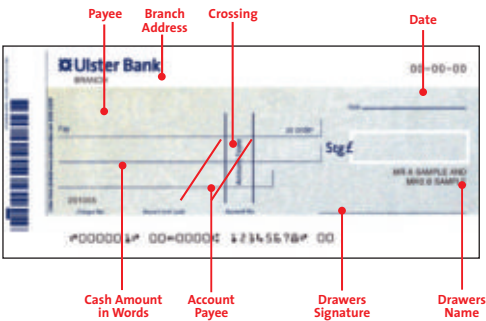 Payee
Branch
Address
Crossing
Date
Ulster Bank
BRANCH
00-00-00
Pay
or order
Stg£
MR A SAMPLE AND
MRS B SAMPLE
"000001" 00"0000: 12345678" 00
Cash Amount
in Words
Account
Payee
Drawers
Signature
Drawers
Name